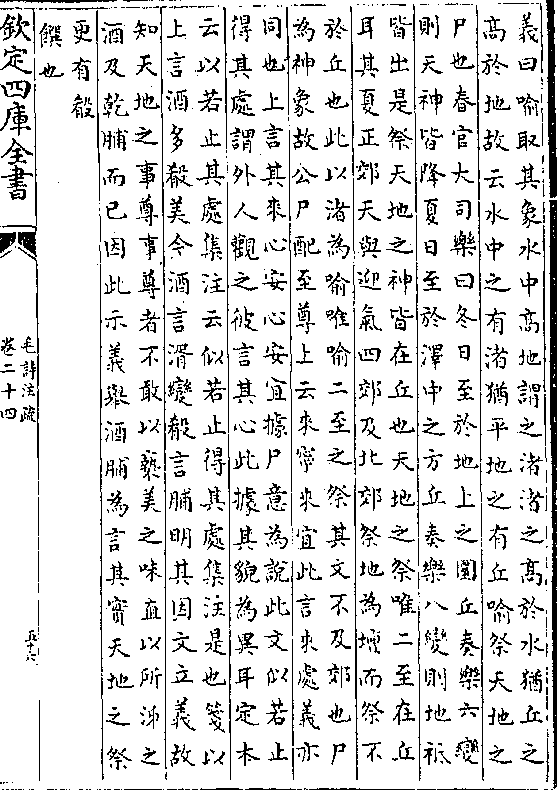 義曰喻取其象水中高地謂之渚渚之高於水猶丘之
高於地故云水中之有渚猶平地之有丘喻祭天地之
尸也春官大司樂曰冬日至於地上之圜丘奏樂六變
則天神皆降夏日至於澤中之方丘奏樂八變則地祇
皆出是祭天地之神皆在丘也天地之祭唯二至在丘
耳其夏正郊天與迎氣四郊及北郊祭地為壇而祭不
於丘也此以渚為喻唯喻二至之祭其文不及郊也尸
為神象故公尸配至尊上云來寧來宜此言來處義亦
同也上言其來心安心安宜據尸意為說此文似若止
得其處謂外人觀之彼言其心此據其貌為異耳定本
云以若止其處集注云似若止得其處集注是也箋以
上言酒多殽美今酒言湑變殽言脯明其因文立義故
知天地之事尊事尊者不敢以褻美之味直以所泲之
酒及乾脯而已因此示義舉酒脯為言其實天地之祭
更有殽
饌也
欽定四庫全書
毛詩注疏
卷二十四
五十六